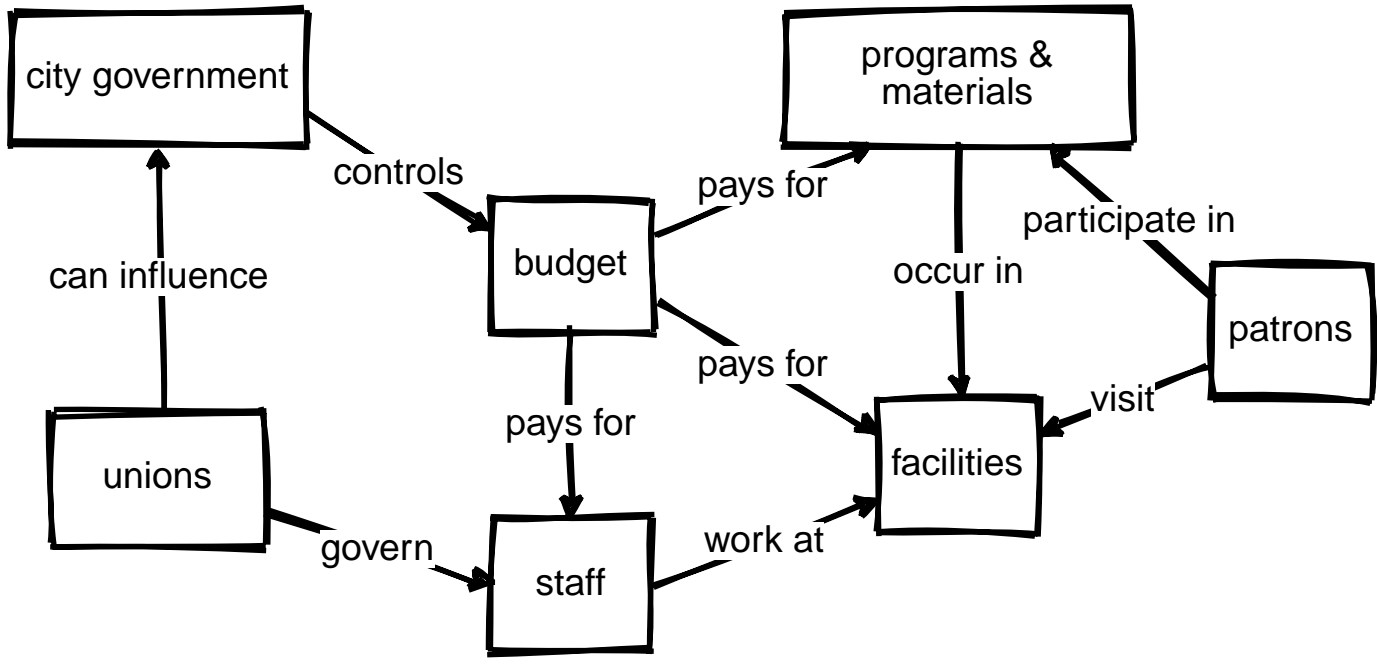 city government
programs &
materials
controls
pays for
participate in
can influence
budget
occur in
patrons
pays for
visit
pays for
unions
facilities
govern
work at
staff